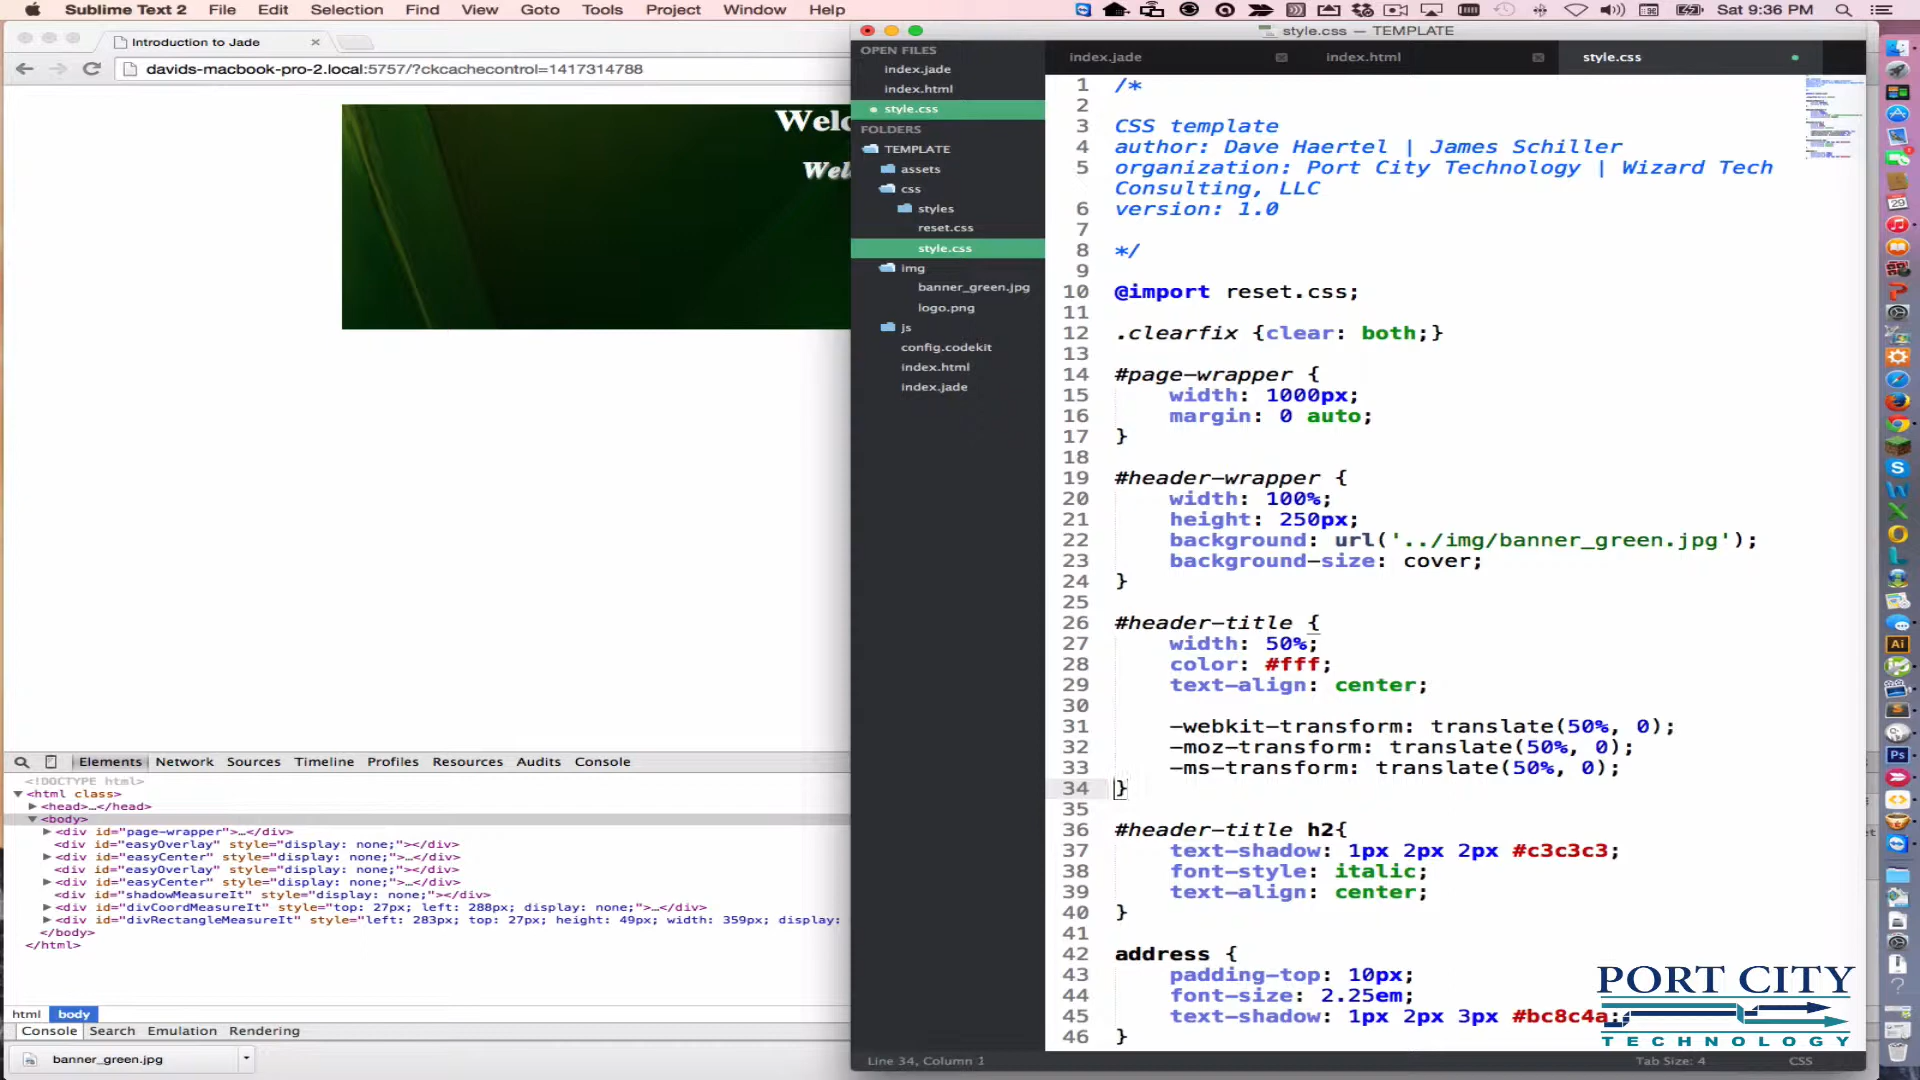 Sublime Text 2 File Edit Selection Find View Goto Tools Project Window Help Sat 9:36 PM
Introduction to Jade
davids-macbook-pro-2.local:5757/?ckcachecontrol=1417314788
Welc
Wel
<!DOCTYPE html>
<html class>
<head>…</head>
<body>
<div id="page-wrapper">…</div>
<div id="easyOverlay" style="display: none;"></div>
<div id="easyCenter" style="display: none;">…</div>
<div id="easyOverlay" style="display: none;"></div>
<div id="easyCenter" style="display: none;">…</div>
<div id="shadowMeasureIt" style="display: none;"></div>
<div id="divCoordMeasureIt" style="top: 27px; left: 288px; display: none;">…</div>
<div id="divRectangleMeasureIt" style="left: 283px; top: 27px; height: 49px; width: 359px; display:
</body>
</html>
Elements Network Sources Timeline Profiles Resources Audits Console
html body
Console Search Emulation Rendering
banner_green.jpg
style.css — TEMPLATE
OPEN FILES
index.jade
index.html
style.css
FOLDERS
TEMPLATE
assets
css
styles
reset.css
style.css
img
banner_green.jpg
logo.png
js
config.codekit
index.html
index.jade
index.jade index.html style.css
1 /*
2
3 CSS template
4 author: Dave Haertel | James Schiller
5 organization: Port City Technology | Wizard Tech
Consulting, LLC
6 version: 1.0
7
8 */
9
10 @import reset.css;
11
12 .clearfix {clear: both;}
13
14 #page-wrapper {
15 width: 1000px;
16 margin: 0 auto;
17 }
18
19 #header-wrapper {
20 width: 100%;
21 height: 250px;
22 background: url('../img/banner_green.jpg');
23 background-size: cover;
24 }
25
26 #header-title {
27 width: 50%;
28 color: #fff;
29 text-align: center;
30
31 -webkit-transform: translate(50%, 0);
32 -moz-transform: translate(50%, 0);
33 -ms-transform: translate(50%, 0);
34 }
35
36 #header-title h2{
37 text-shadow: 1px 2px 2px #c3c3c3;
38 font-style: italic;
39 text-align: center;
40 }
41
42 address {
43 padding-top: 10px;
44 font-size: 2.25em;
45 text-shadow: 1px 2px 3px #bc8c4a;
46 }
Line 34, Column 1 Tab Size: 4 CSS
PORT CITY
TECHNOLOGY
Ai
Ps
29